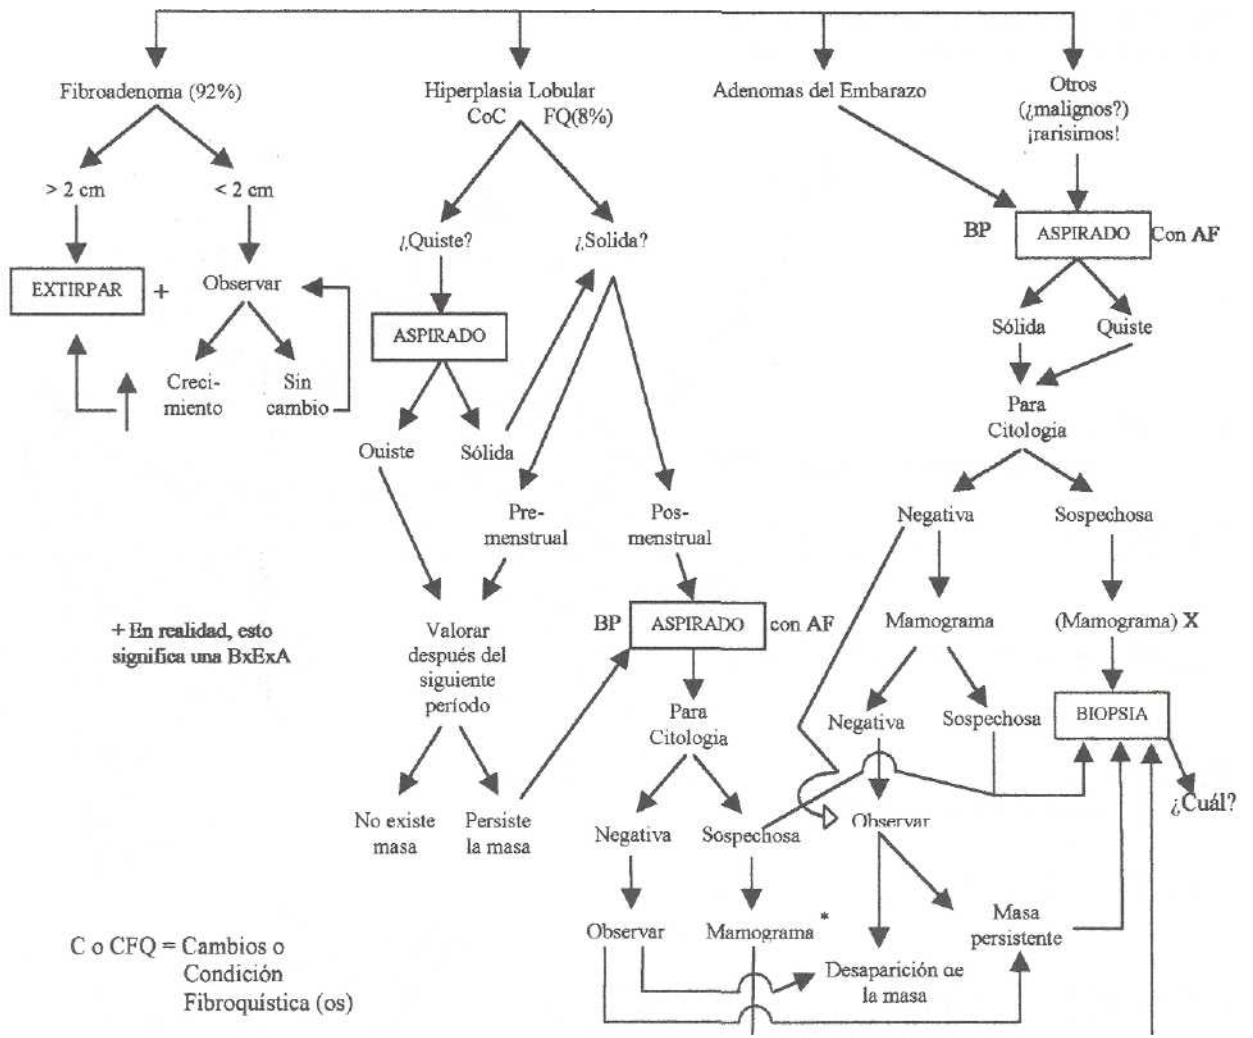 Fibroadenoma (92%)
Hiperplasia Lobular
CoC FQ(8%)
Adenomas del Embarazo
Otros
(¿malignos?)
¡rarisimos!
> 2 cm
< 2 cm
¿Quiste?
¿Solida?
BP
ASPIRADO
Con AF
EXTIRPAR
+
Observar
ASPIRADO
Sólida
Quiste
Creci-
miento
Sin
cambio
Para
Citologia
Quiste
Sólida
Negativa
Sospechosa
Pre-
menstrual
Pos-
menstrual
+ En realidad, esto
significa una BxExA
Valorar
después del
siguiente
período
BP
ASPIRADO
con AF
Mamograma
(Mamograma) X
Para
Citologia
Negativa
Sospechosa
BIOPSIA
¿Cuál?
No existe
masa
Persiste
la masa
Negativa
Sospechosa
Observar
Observar
Mamograma *
Masa
persistente
Desaparición de
la masa
C o CFQ = Cambios o
Condición
Fibroquística (os)